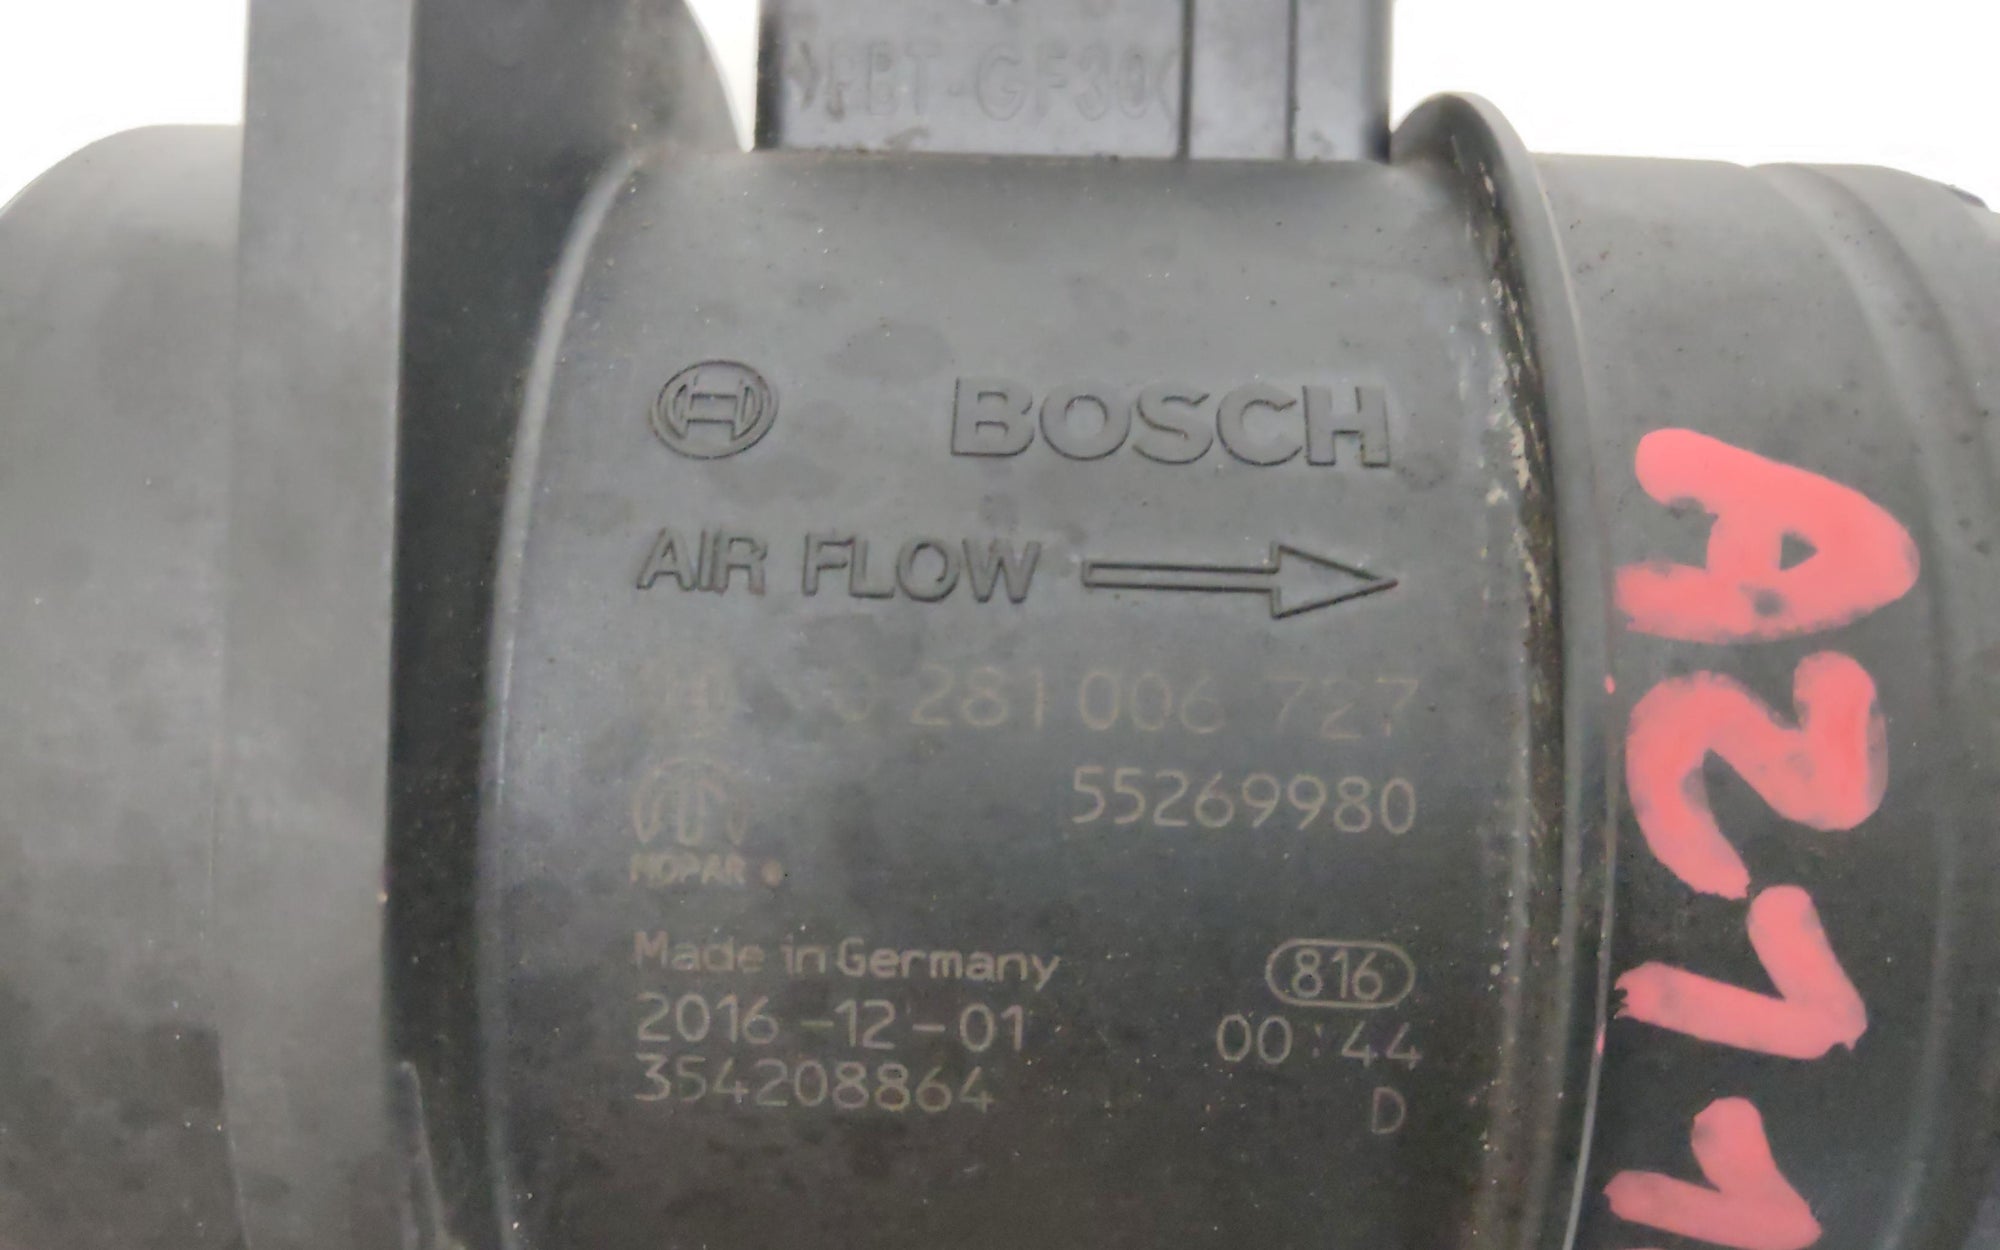 >PBT-GF30<
BOSCH
AIR FLOW
0 281 006 727
55269980
MOPAR
Made in Germany 816
2016-12-01 00:44
354208864 D
A211